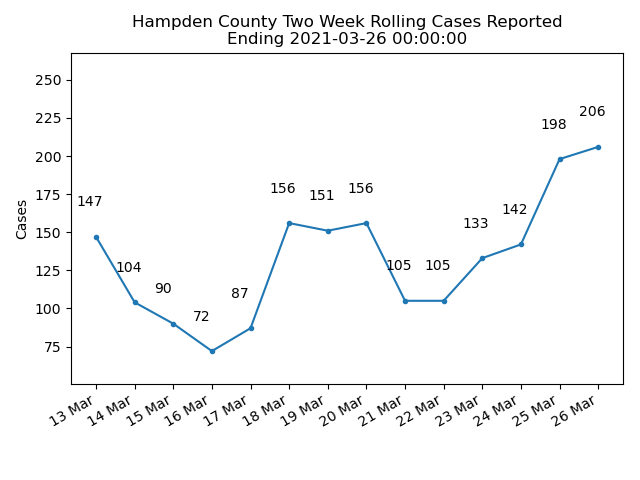 Hampden County Two Week Rolling Cases Reported
Ending 2021-03-26 00:00:00
Cases
250
225
200
175
150
125
100
75
147
104
90
72
87
156
151
156
105
105
133
142
198
206
13 Mar
14 Mar
15 Mar
16 Mar
17 Mar
18 Mar
19 Mar
20 Mar
21 Mar
22 Mar
23 Mar
24 Mar
25 Mar
26 Mar